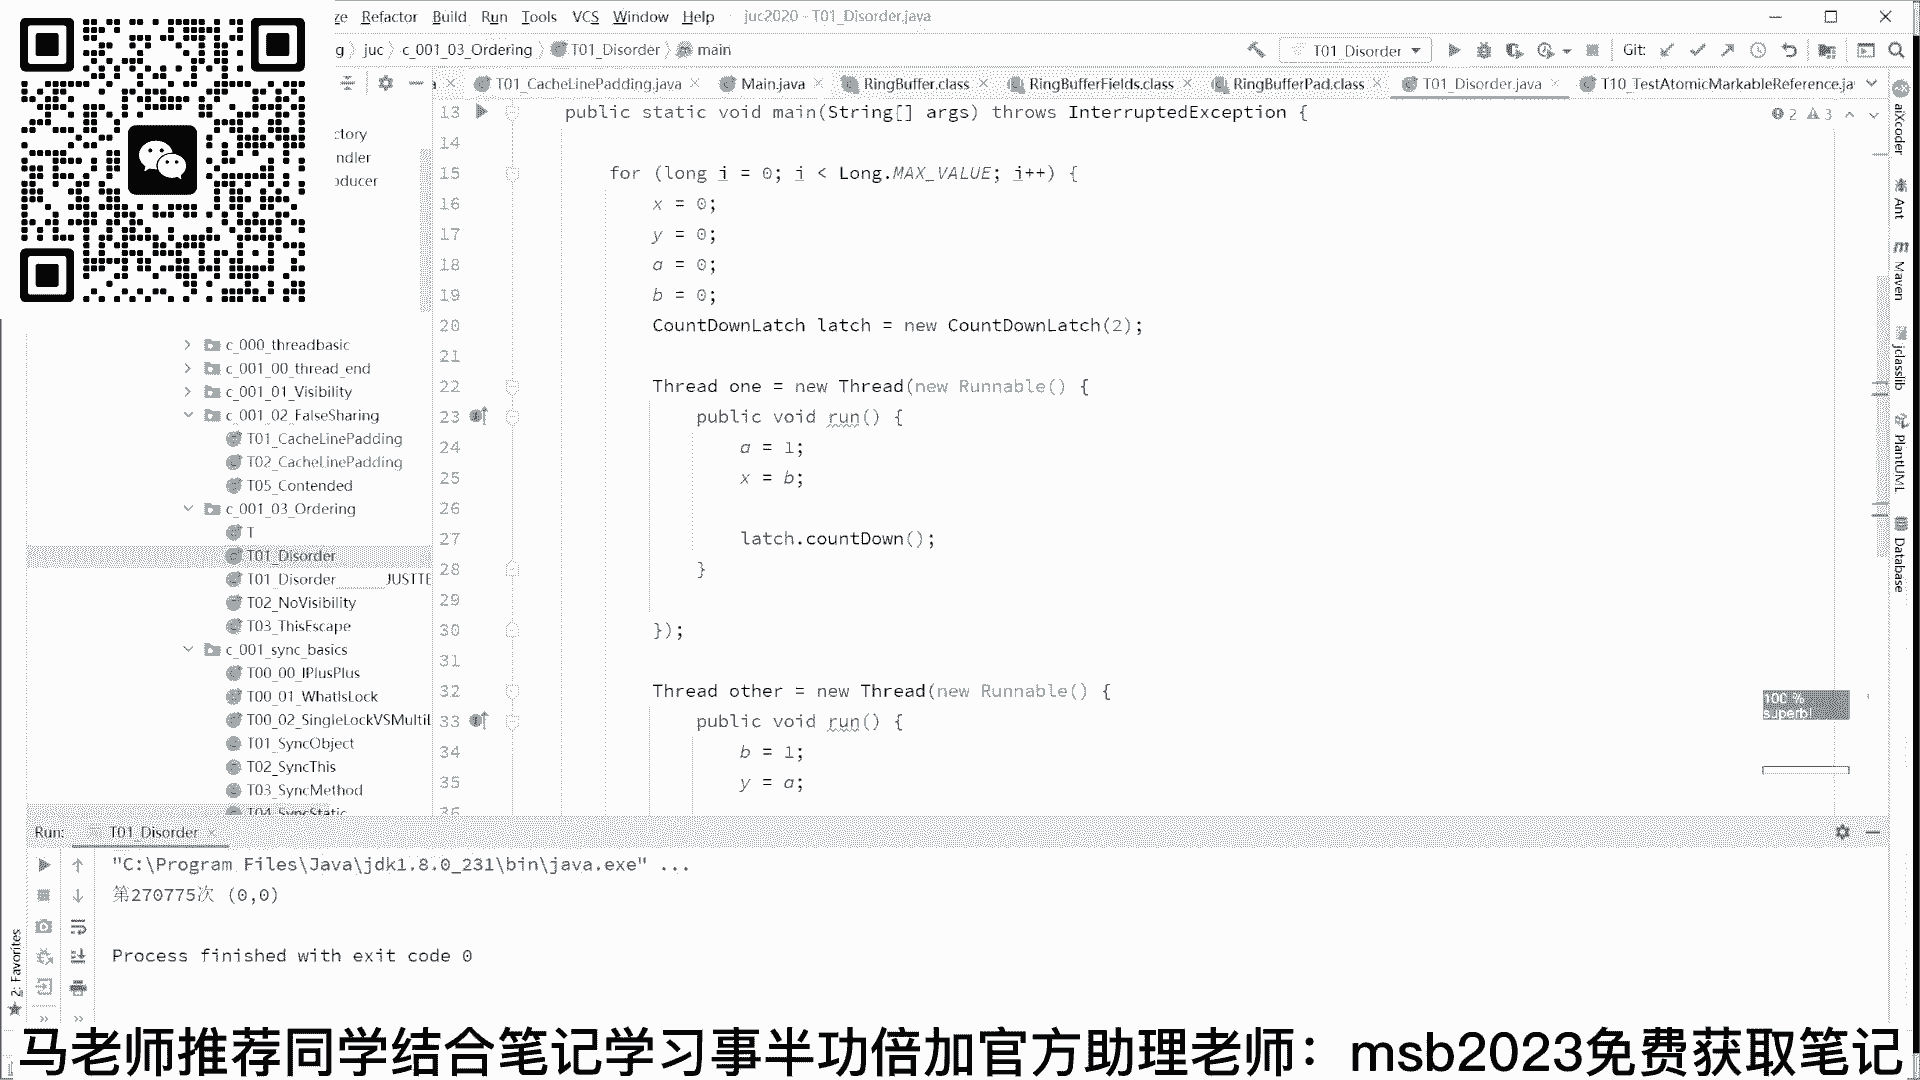 ze Refactor Build Run Tools VCS Window Help juc2020 - T01_Disorder.java
g juc c_001_03_Ordering T01_Disorder main
T01_Disorder Git:
a T01_CacheLinePadding.java Main.java RingBuffer.class RingBufferFields.class RingBufferPad.class T01_Disorder.java T10_TestAtomicMarkableReference.ja
ctory
ndler
oducer
c_000_threadbasic
c_001_00_thread_end
c_001_01_Visibility
c_001_02_FalseSharing
T01_CacheLinePadding
T02_CacheLinePadding
T05_Contended
c_001_03_Ordering
T
T01_Disorder
T01_Disorder______JUSTTE
T02_NoVisibility
T03_ThisEscape
c_001_sync_basics
T00_00_IPlusPlus
T00_01_WhatIsLock
T00_02_SingleLockVSMultiL
T01_SyncObject
T02_SyncThis
T03_SyncMethod
T04_SyncStatic
2 3
13 public static void main(String[] args) throws InterruptedException {
14
15 for (long i = 0; i < Long.MAX_VALUE; i++) {
16 x = 0;
17 y = 0;
18 a = 0;
19 b = 0;
20 CountDownLatch latch = new CountDownLatch(2);
21
22 Thread one = new Thread(new Runnable() {
23 public void run() {
24 a = 1;
25 x = b;
26
27 latch.countDown();
28 }
29
30 });
31
32 Thread other = new Thread(new Runnable() {
33 public void run() {
34 b = 1;
35 y = a;
36
aiXcoder
Ant
Maven
jclasslib
PlantUML
Database
100 %
superb!
Run: T01_Disorder
"C:\Program Files\Java\jdk1.8.0_231\bin\java.exe" ...
第270775次 (0,0)
Process finished with exit code 0
2: Favorites
马老师推荐同学结合笔记学习事半功倍加官方助理老师：msb2023免费获取笔记